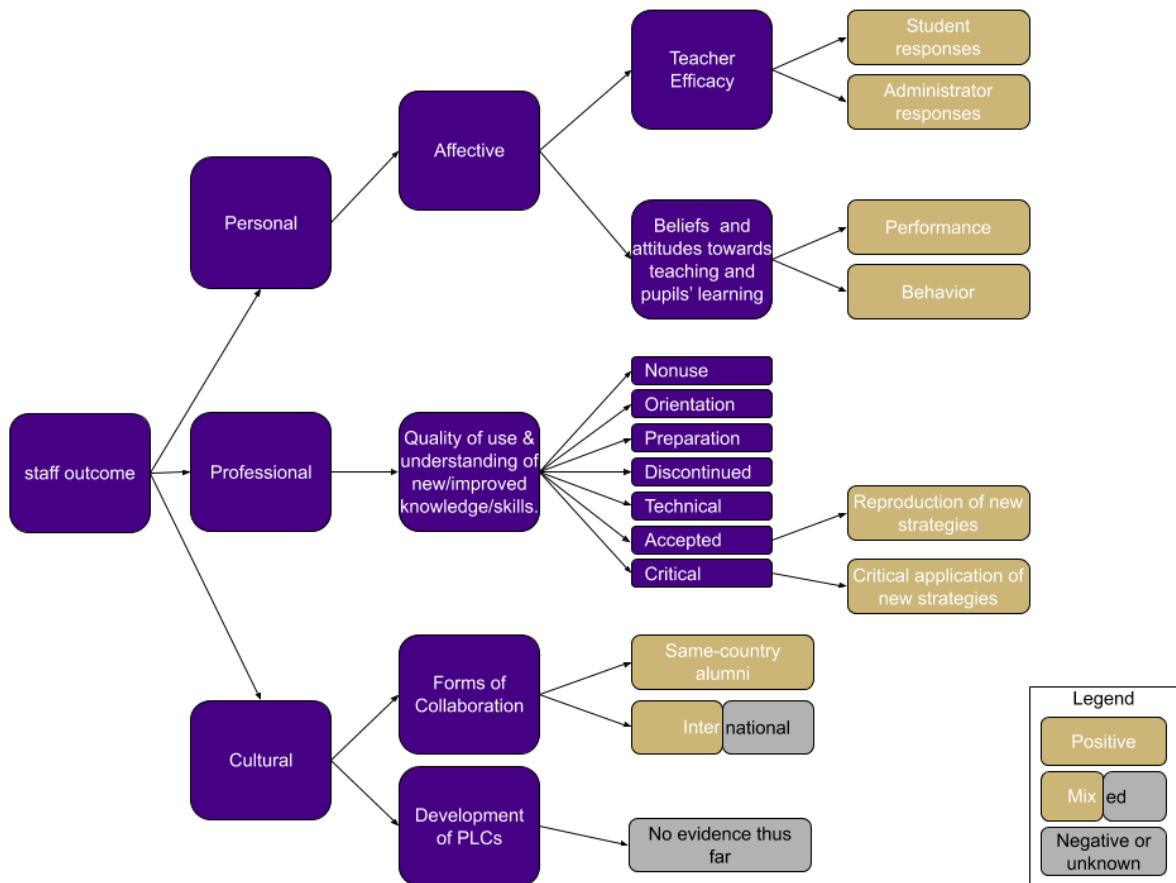 staff outcome
Personal
Affective
Teacher
Efficacy
Student
responses
Administrator
responses
Beliefs and
attitudes towards
teaching and
pupils' learning
Performance
Behavior
Professional
Quality of use &
understanding of
new/improved
knowledge/skills.
Nonuse
Orientation
Preparation
Discontinued
Technical
Accepted
Critical
Reproduction of new
strategies
Critical application of
new strategies
Cultural
Forms of
Collaboration
Same-country
alumni
Inter national
Development
of PLCs
No evidence thus
far
Legend
Positive
Mix ed
Negative or
unknown